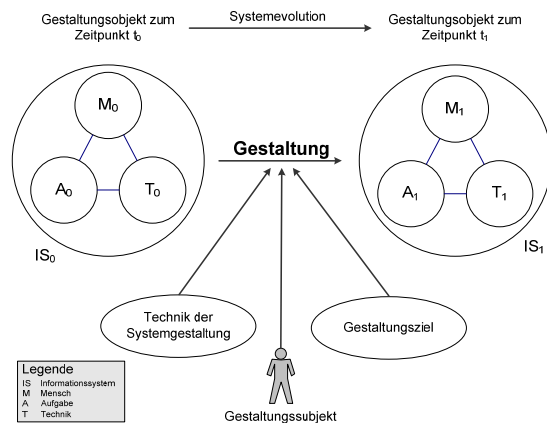 Gestaltungsobjekt zum
Zeitpunkt t₀
Systemevolution
Gestaltungsobjekt zum
Zeitpunkt t₁
M₀
A₀
T₀
IS₀
Gestaltung
M₁
A₁
T₁
IS₁
Technik der
Systemgestaltung
Gestaltungsziel
Gestaltungssubjekt
Legende
IS Informationssystem
M Mensch
A Aufgabe
T Technik